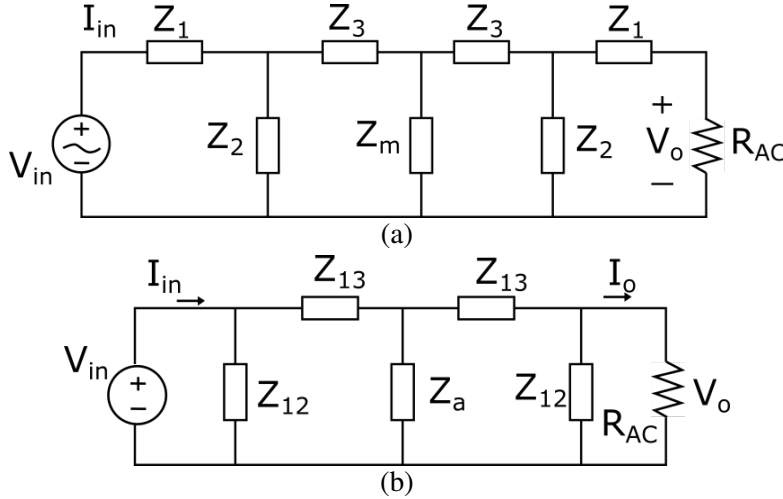 I_in Z_1 Z_3 Z_3 Z_1
+ − V_in Z_2 Z_m Z_2 + V_o − R_AC
(a)
I_in Z_13 Z_13 I_o
V_in + − Z_12 Z_a Z_12 R_AC V_o
(b)